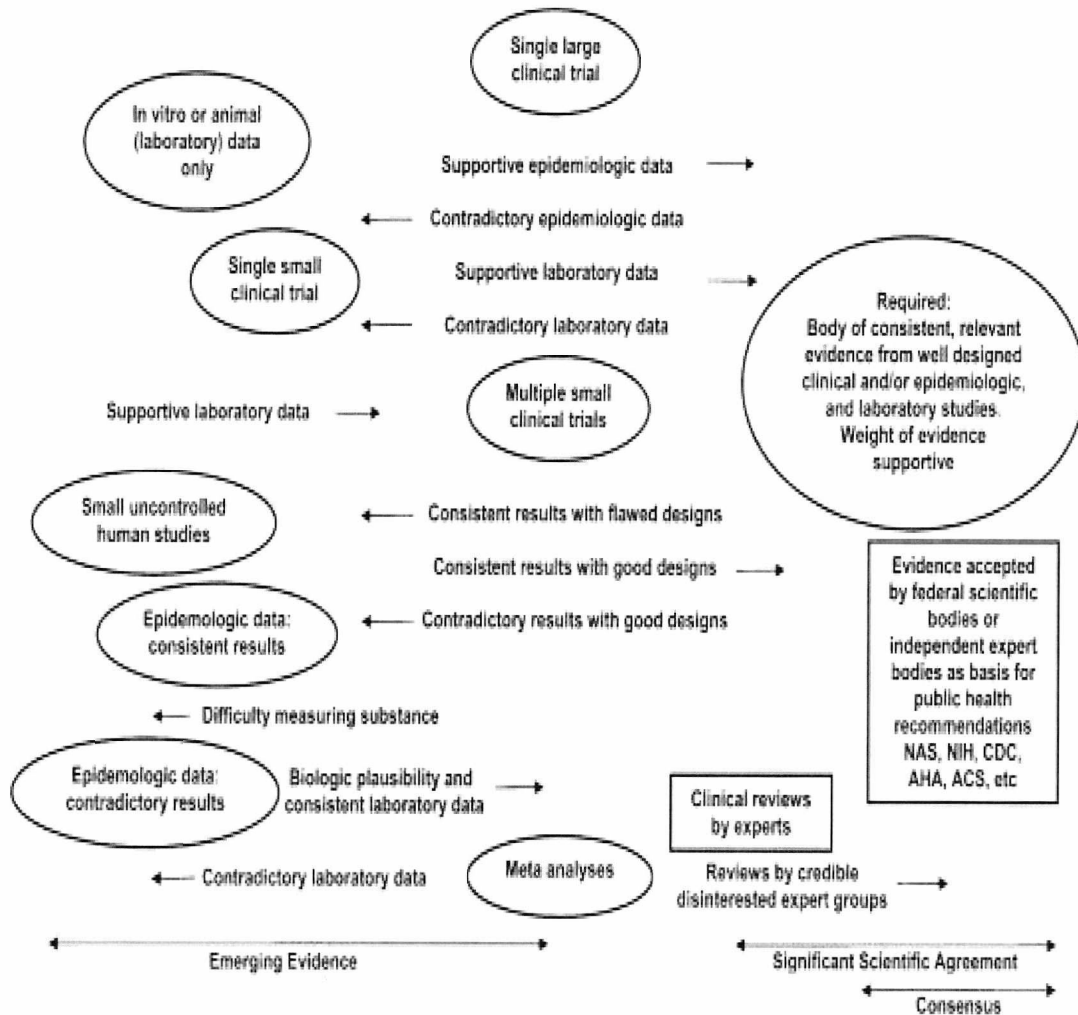 Single large
clinical trial
In vitro or animal
(laboratory) data
only
Supportive epidemiologic data
Contradictory epidemiologic data
Single small
clinical trial
Supportive laboratory data
Contradictory laboratory data
Required:
Body of consistent, relevant
evidence from well designed
clinical and/or epidemiologic,
and laboratory studies.
Weight of evidence
supportive
Multiple small
clinical trials
Supportive laboratory data
Small uncontrolled
human studies
Consistent results with flawed designs
Consistent results with good designs
Epidemologic data:
consistent results
Contradictory results with good designs
Evidence accepted
by federal scientific
bodies or
independent expert
bodies as basis for
public health
recommendations
NAS, NIH, CDC,
AHA, ACS, etc
Difficulty measuring substance
Epidemologic data:
contradictory results
Biologic plausibility and
consistent laboratory data
Clinical reviews
by experts
Contradictory laboratory data
Meta analyses
Reviews by credible
disinterested expert groups
Emerging Evidence
Significant Scientific Agreement
Consensus